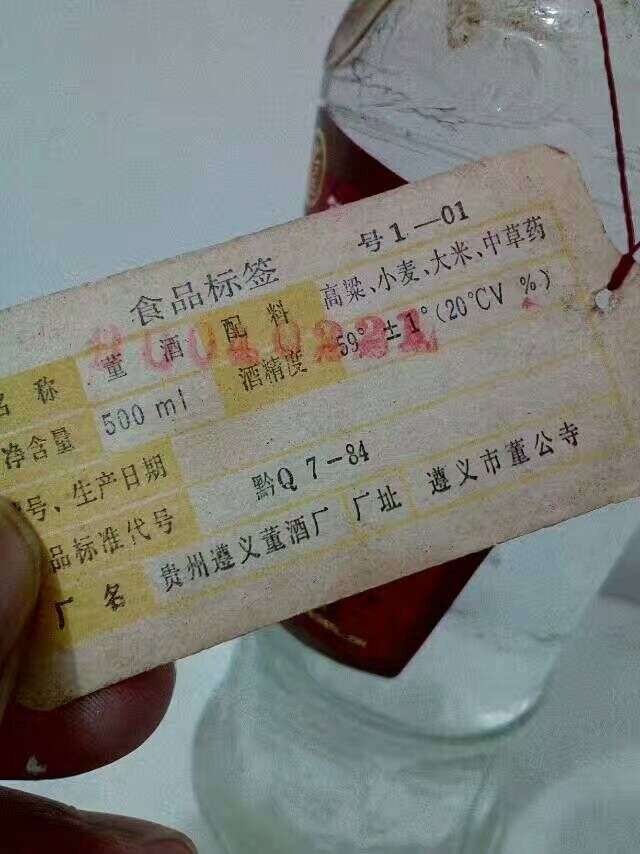 食品标签 号1—01
名 称 董 酒 配 料 高粱、小麦、大米、中草药
净含量 500 ml 酒精度 59° ±1°(20℃V %)
号、生产日期
品标准代号 黔Q 7-84
厂 名 贵州遵义董酒厂 厂址 遵义市董公寺